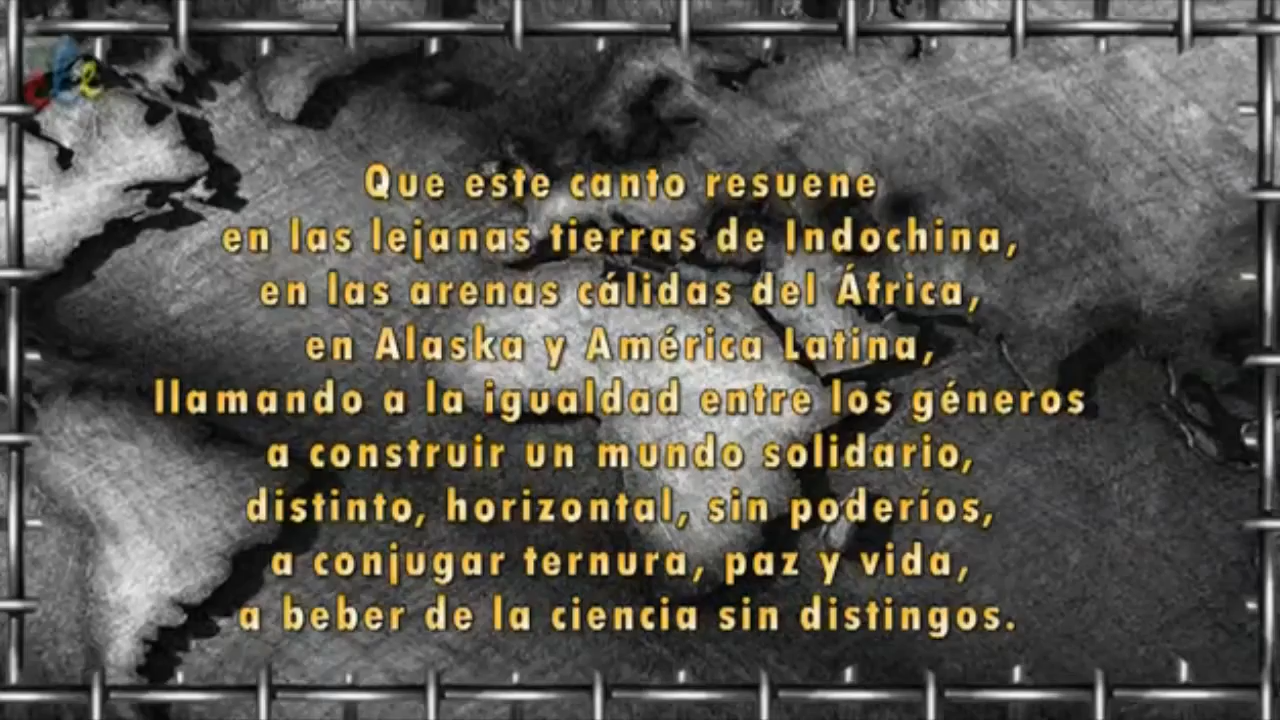 Que este canto resuene
en las lejanas tierras de Indochina,
en las arenas cálidas del África,
en Alaska y América Latina,
llamando a la igualdad entre los géneros
a construir un mundo solidario,
distinto, horizontal, sin poderíos,
a conjugar ternura, paz y vida,
a beber de la ciencia sin distingos.